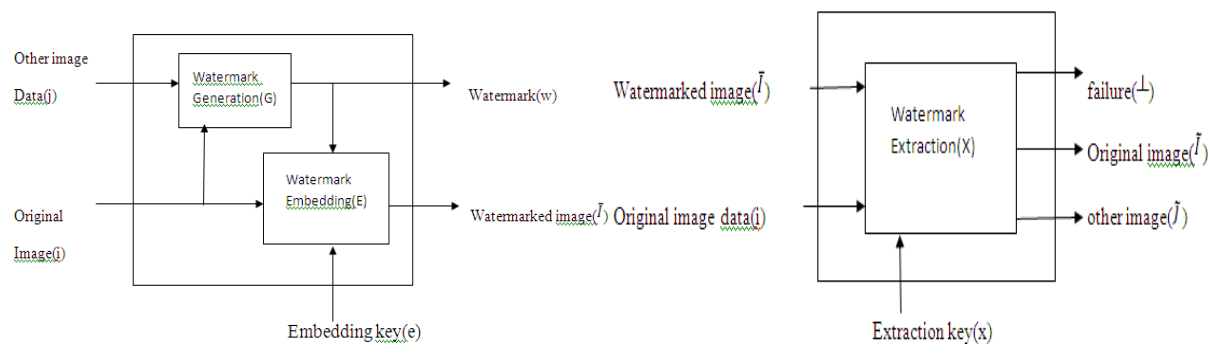 Other image
Data(j)
Watermark
Generation(G)
Watermark(w)
Original
Image(i)
Watermark
Embedding(E)
Watermarked image(Ī)
Embedding key(e)
Watermarked image(Ī)
Original image data(i)
Watermark
Extraction(X)
failure(⊥)
Original image(Ĩ)
other image(J̃)
Extraction key(x)